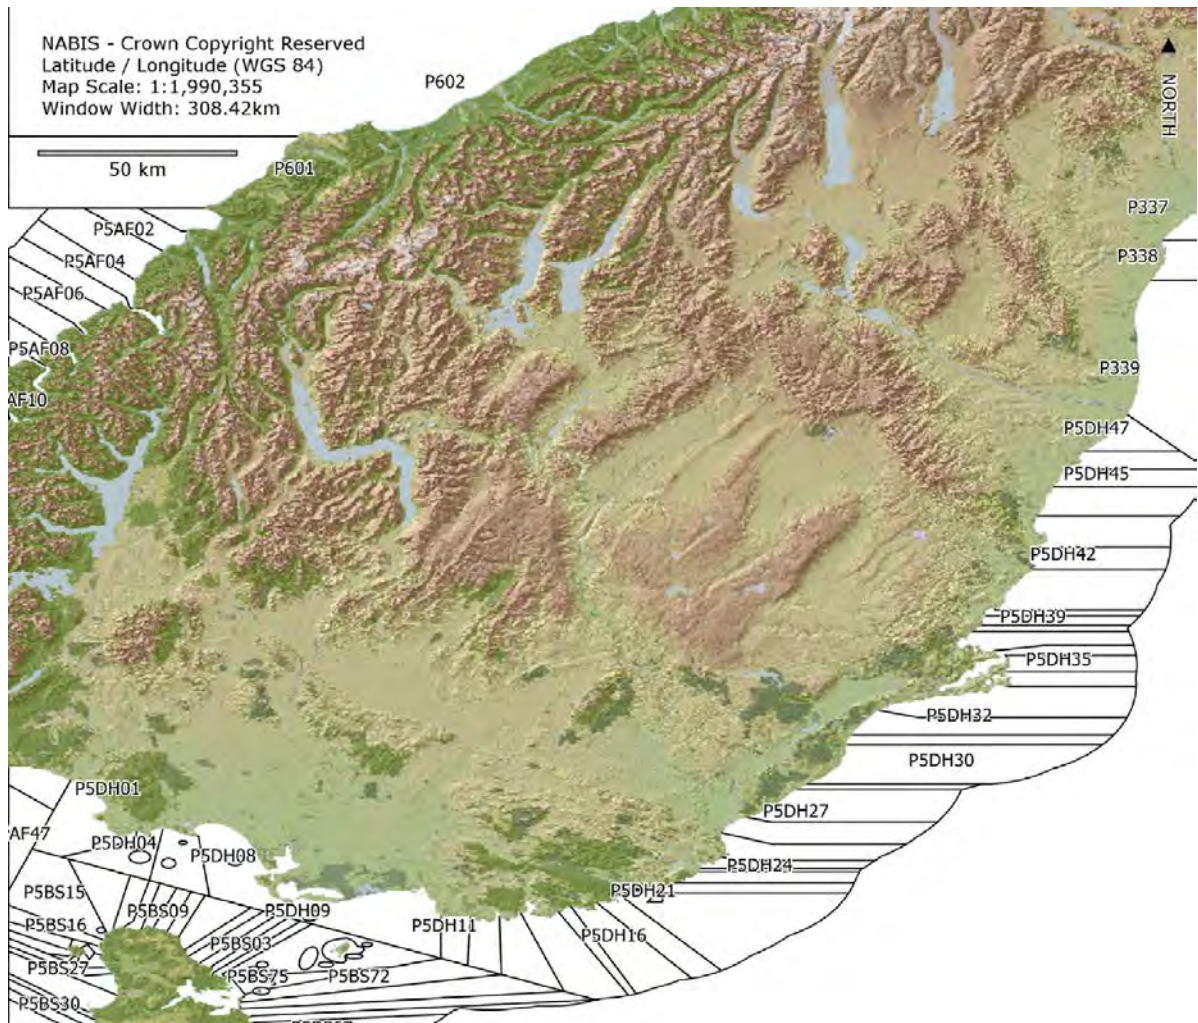 NABIS - Crown Copyright Reserved
Latitude / Longitude (WGS 84)
Map Scale: 1:1,990,355
Window Width: 308.42km
50 km
NORTH
P602
P601
P337
P5AF02
P338
P5AF04
P5AF06
P5AF08
P339
AF10
P5DH47
P5DH45
P5DH42
P5DH39
P5DH35
P5DH32
P5DH30
P5DH01
P5DH27
AF47
P5DH04
P5DH08
P5DH24
P5BS15
P5DH21
P5BS09
P5DH09
P5BS16
P5DH11
P5DH16
P5BS03
P5BS27
P5BS75
P5BS72
P5BS30